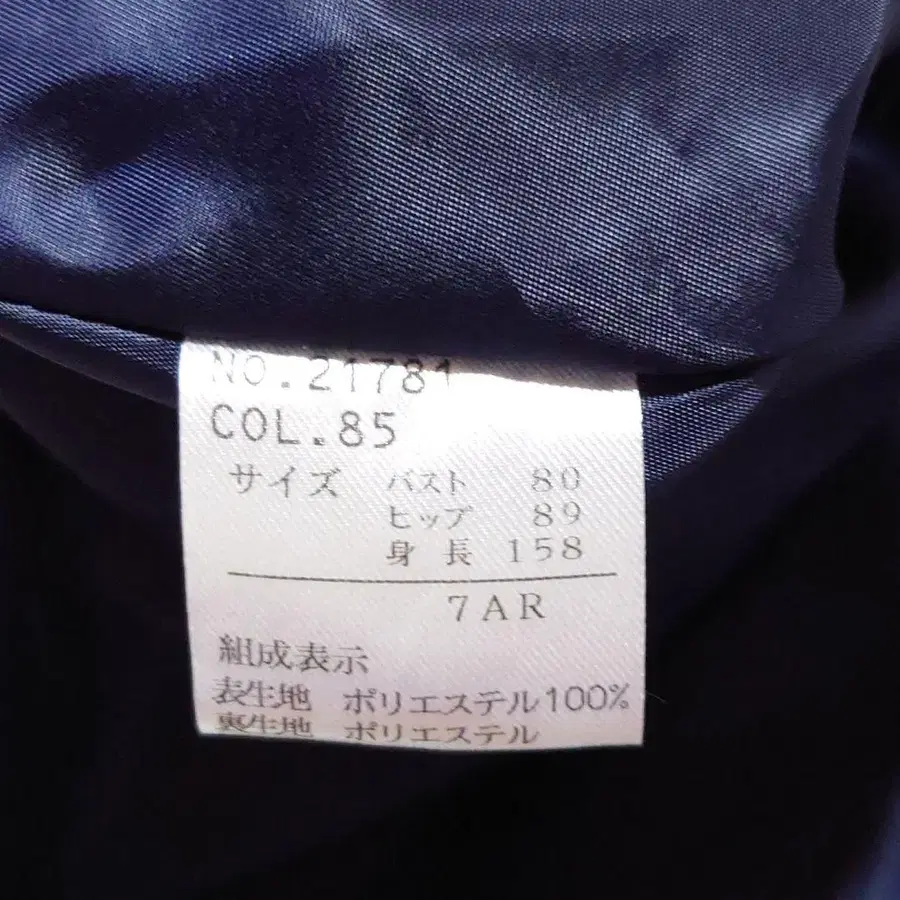 NO.21781
COL.85
サイズ バスト 80
ヒップ 89
身長 158
7AR
組成表示
表生地 ポリエステル100%
裏生地 ポリエステル